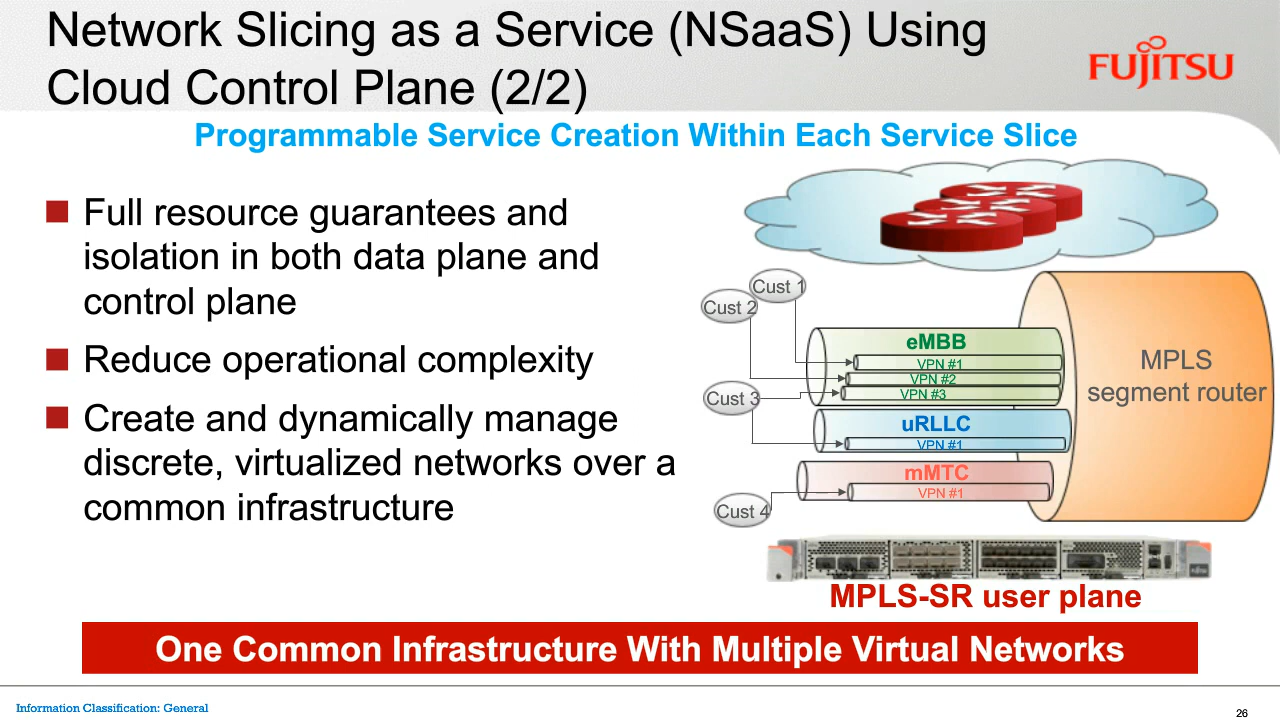 Network Slicing as a Service (NSaaS) Using
Cloud Control Plane (2/2)
FUJITSU
Programmable Service Creation Within Each Service Slice
Full resource guarantees and
isolation in both data plane and
control plane
Reduce operational complexity
Create and dynamically manage
discrete, virtualized networks over a
common infrastructure
Cust 1
Cust 2
Cust 3
Cust 4
eMBB
VPN #1
VPN #2
VPN #3
uRLLC
VPN #1
mMTC
VPN #1
MPLS
segment router
MPLS-SR user plane
One Common Infrastructure With Multiple Virtual Networks
Information Classification: General
26